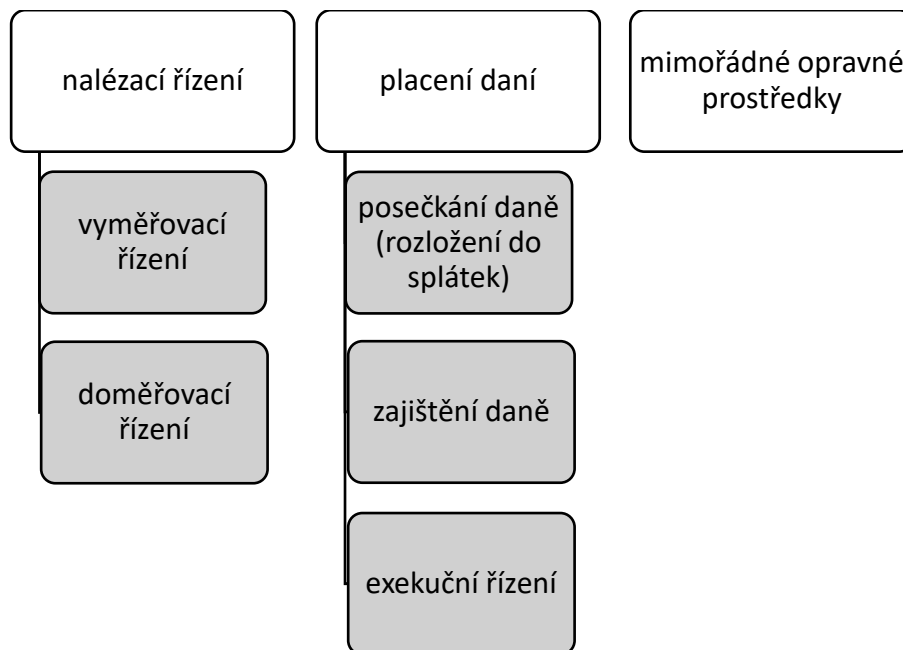 nalézací řízení
vyměřovací
řízení
doměřovací
řízení
placení daní
posečkání daně
(rozložení do
splátek)
zajištění daně
exekuční řízení
mimořádné opravné
prostředky